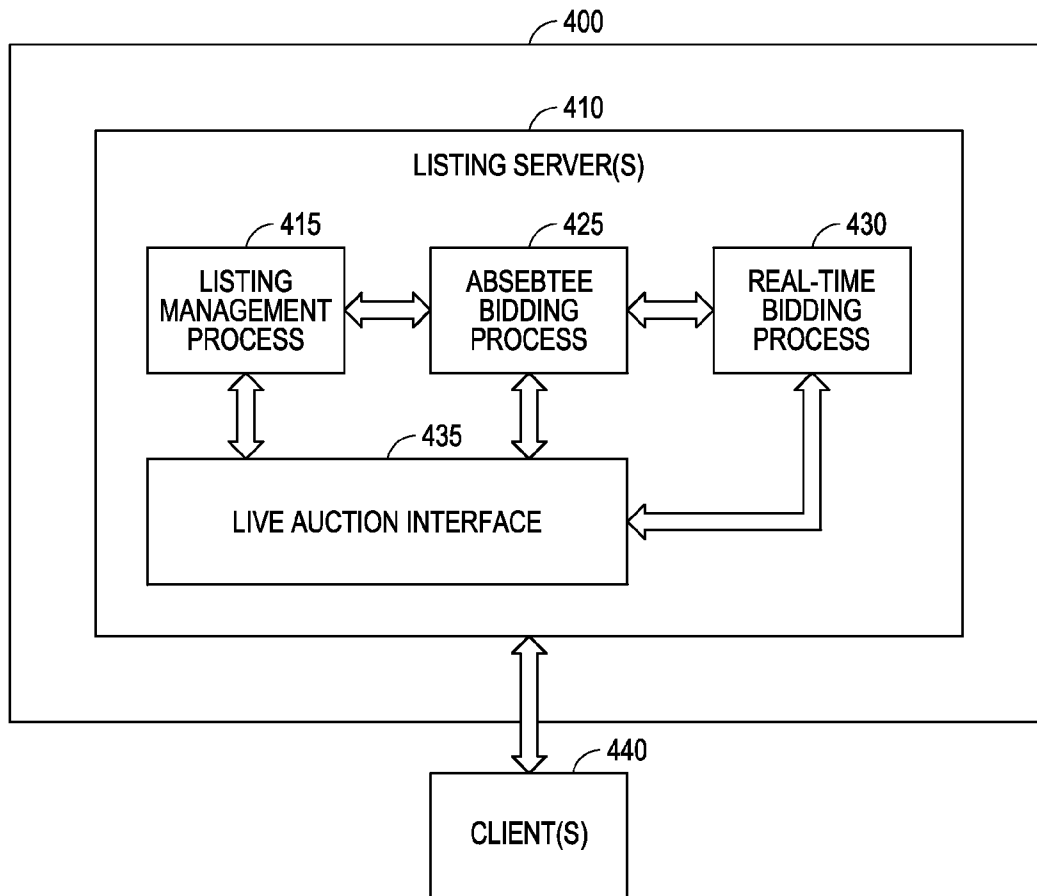 400
410
LISTING SERVER(S)
415
425
430
LISTING
MANAGEMENT
PROCESS
ABSEBTEE
BIDDING
PROCESS
REAL-TIME
BIDDING
PROCESS
435
LIVE AUCTION INTERFACE
440
CLIENT(S)